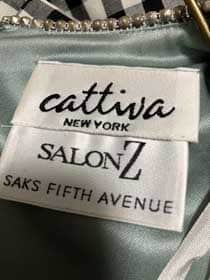 cattiva
NEW YORK
SALON Z
SAKS FIFTH AVENUE